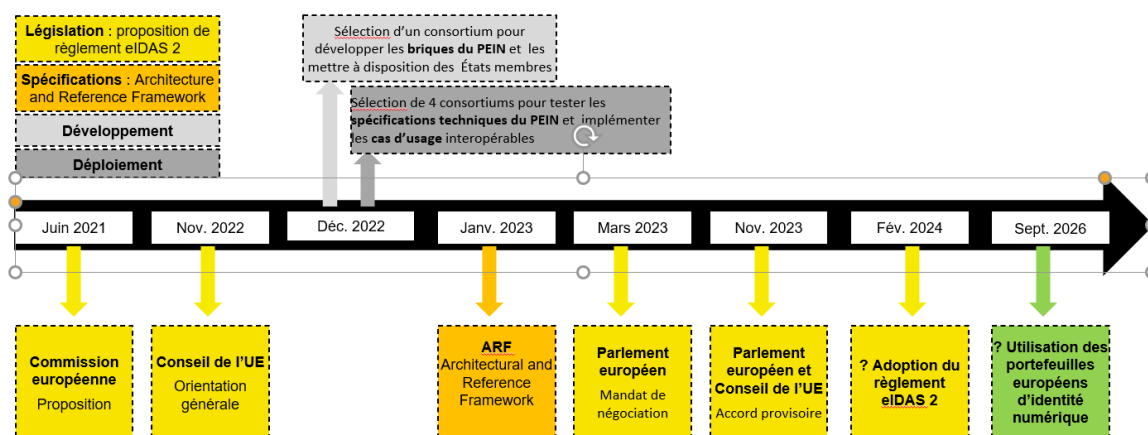 Législation : proposition de
règlement eIDAS 2
Spécifications : Architecture
and Reference Framework
Développement
Déploiement
Sélection d'un consortium pour
développer les briques du PEIN et les
mettre à disposition des États membres
Sélection de 4 consortiums pour tester les
spécifications techniques du PEIN et implémenter
les cas d'usage interopérables
Juin 2021
Nov. 2022
Déc. 2022
Janv. 2023
Mars 2023
Nov. 2023
Fév. 2024
Sept. 2026
Commission
européenne
Proposition
Conseil de l'UE
Orientation
générale
ARF
Architectural and
Reference
Framework
Parlement
européen
Mandat de
négociation
Parlement
européen et
Conseil de l'UE
Accord provisoire
? Adoption du
règlement
eIDAS 2
? Utilisation des
portefeuilles
européens
d'identité
numérique